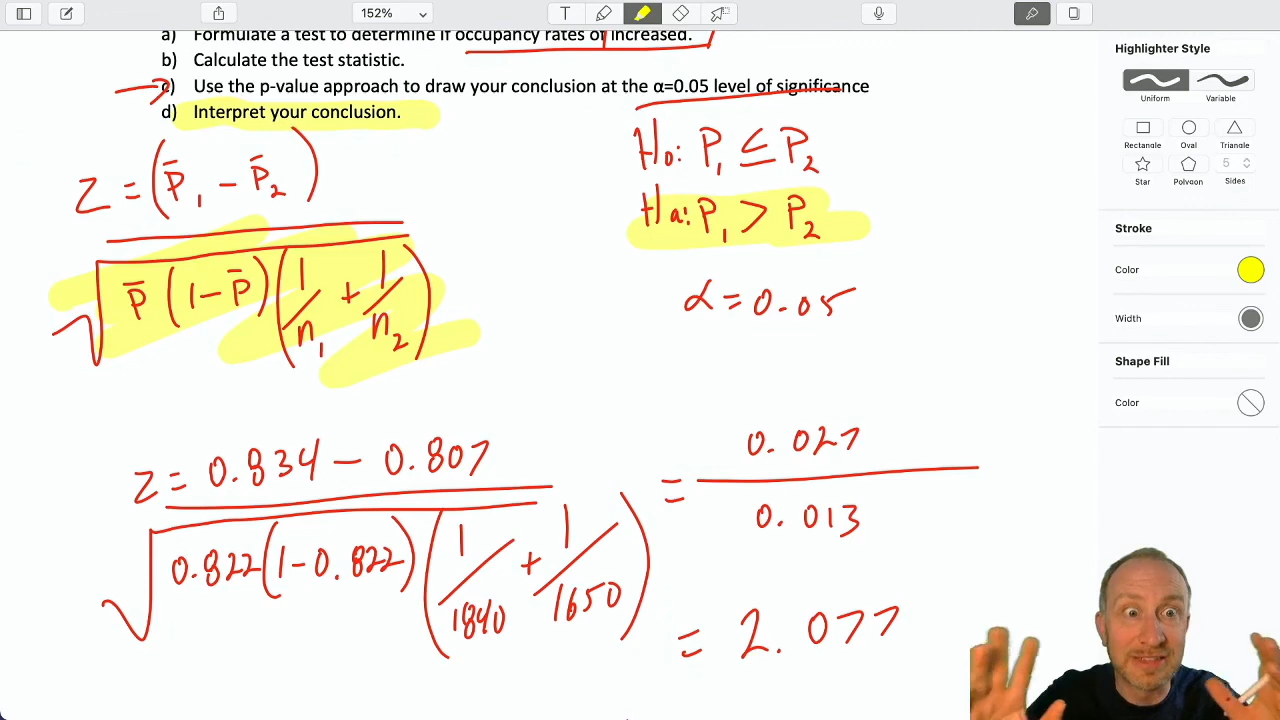 152%
T
a) Formulate a test to determine if occupancy rates of increased.
b) Calculate the test statistic.
c) Use the p-value approach to draw your conclusion at the α=0.05 level of significance
d) Interpret your conclusion.
Z = (p̄₁ − p̄₂)
√ p̄ (1 − p̄) (1/n₁ + 1/n₂)
H₀: P₁ ≤ P₂
Ha: P₁ > P₂
α = 0.05
Z = 0.834 − 0.807
√ 0.822 (1 − 0.822) (1/1840 + 1/1650)
= 0.027
0.013
= 2.077
Highlighter Style
Uniform Variable
Rectangle Oval Triangle
5
Star Polygon Sides
Stroke
Color
Width
Shape Fill
Color